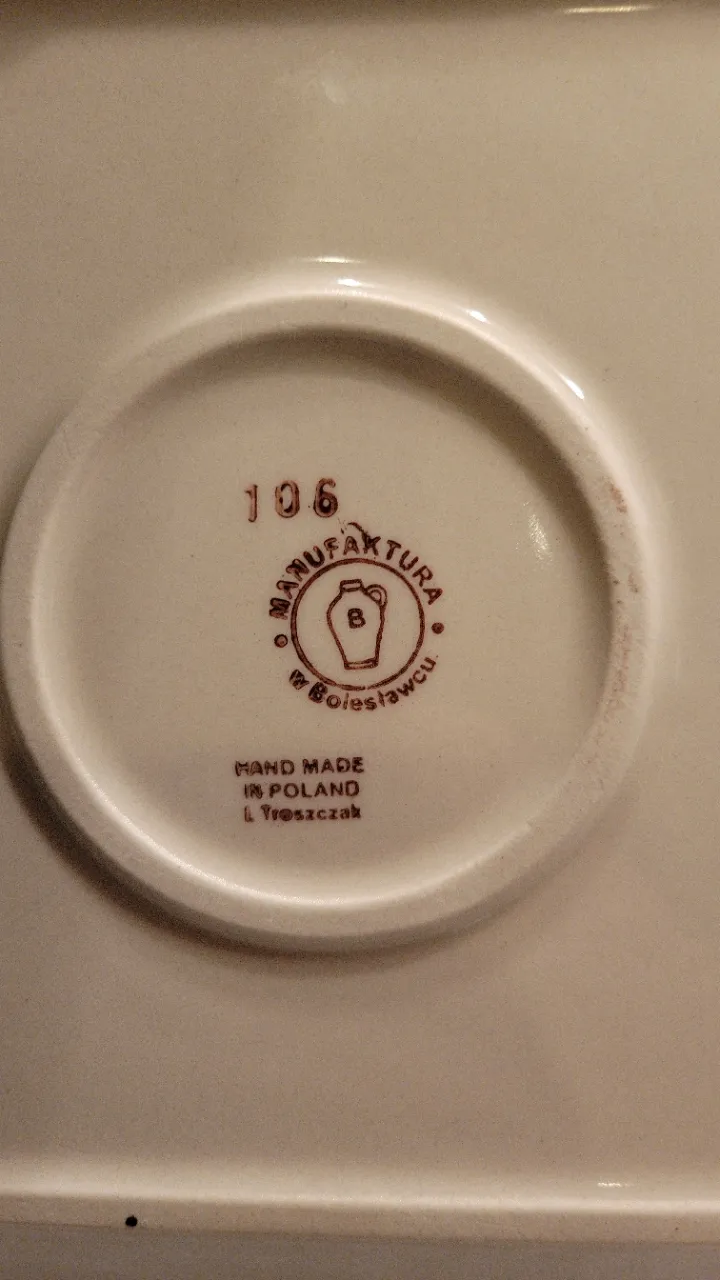 106
MANUFAKTURA
B
w Bolesławcu
HAND MADE
IN POLAND
Ł Troszczak